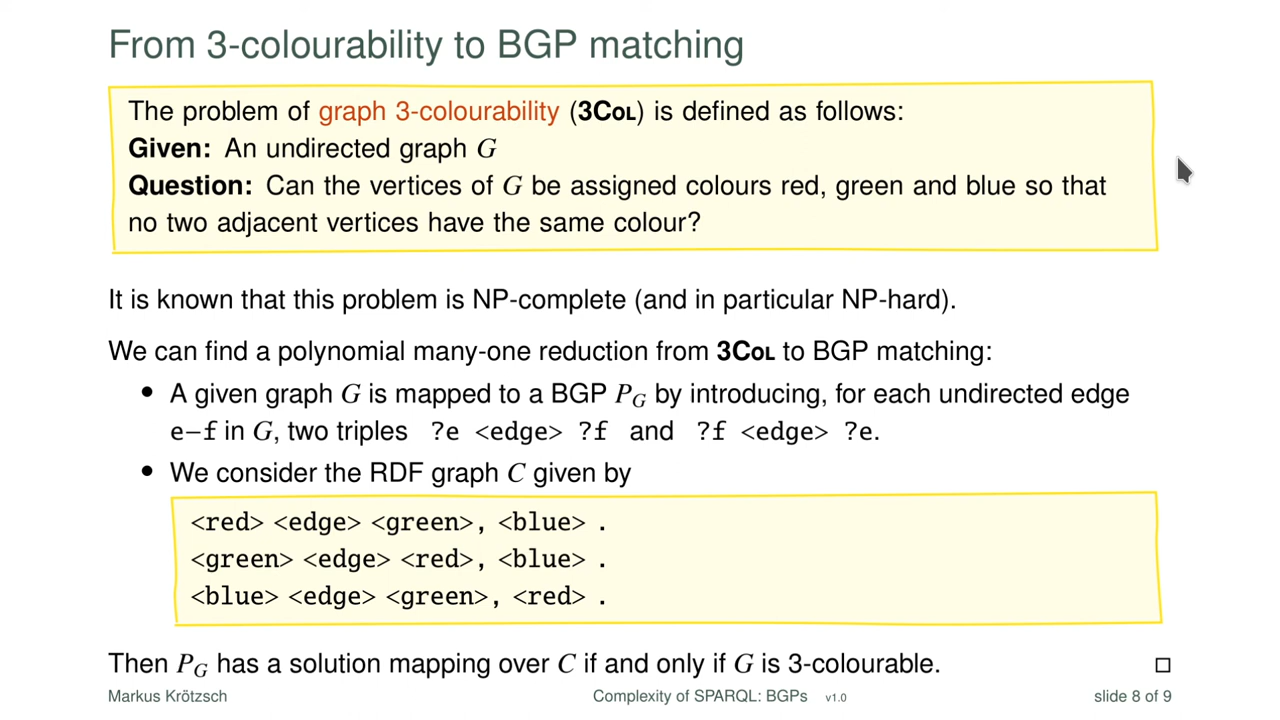 From 3-colourability to BGP matching
The problem of graph 3-colourability (3COL) is defined as follows:
Given: An undirected graph G
Question: Can the vertices of G be assigned colours red, green and blue so that
no two adjacent vertices have the same colour?
It is known that this problem is NP-complete (and in particular NP-hard).
We can find a polynomial many-one reduction from 3COL to BGP matching:
• A given graph G is mapped to a BGP P_G by introducing, for each undirected edge
e−f in G, two triples ?e <edge> ?f and ?f <edge> ?e.
• We consider the RDF graph C given by
<red> <edge> <green>, <blue> .
<green> <edge> <red>, <blue> .
<blue> <edge> <green>, <red> .
Then P_G has a solution mapping over C if and only if G is 3-colourable. □
Markus Krötzsch Complexity of SPARQL: BGPs v1.0 slide 8 of 9